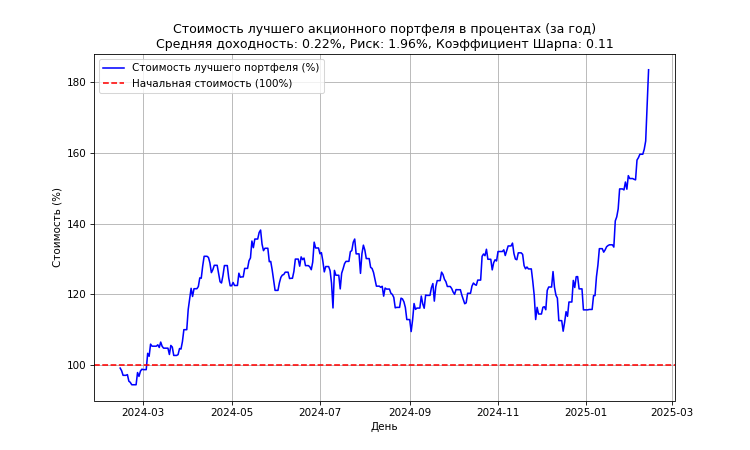 Стоимость лучшего акционного портфеля в процентах (за год)
Средняя доходность: 0.22%, Риск: 1.96%, Коэффициент Шарпа: 0.11
Стоимость лучшего портфеля (%)
Начальная стоимость (100%)
Стоимость (%)
180
160
140
120
100
2024-03
2024-05
2024-07
2024-09
2024-11
2025-01
2025-03
День